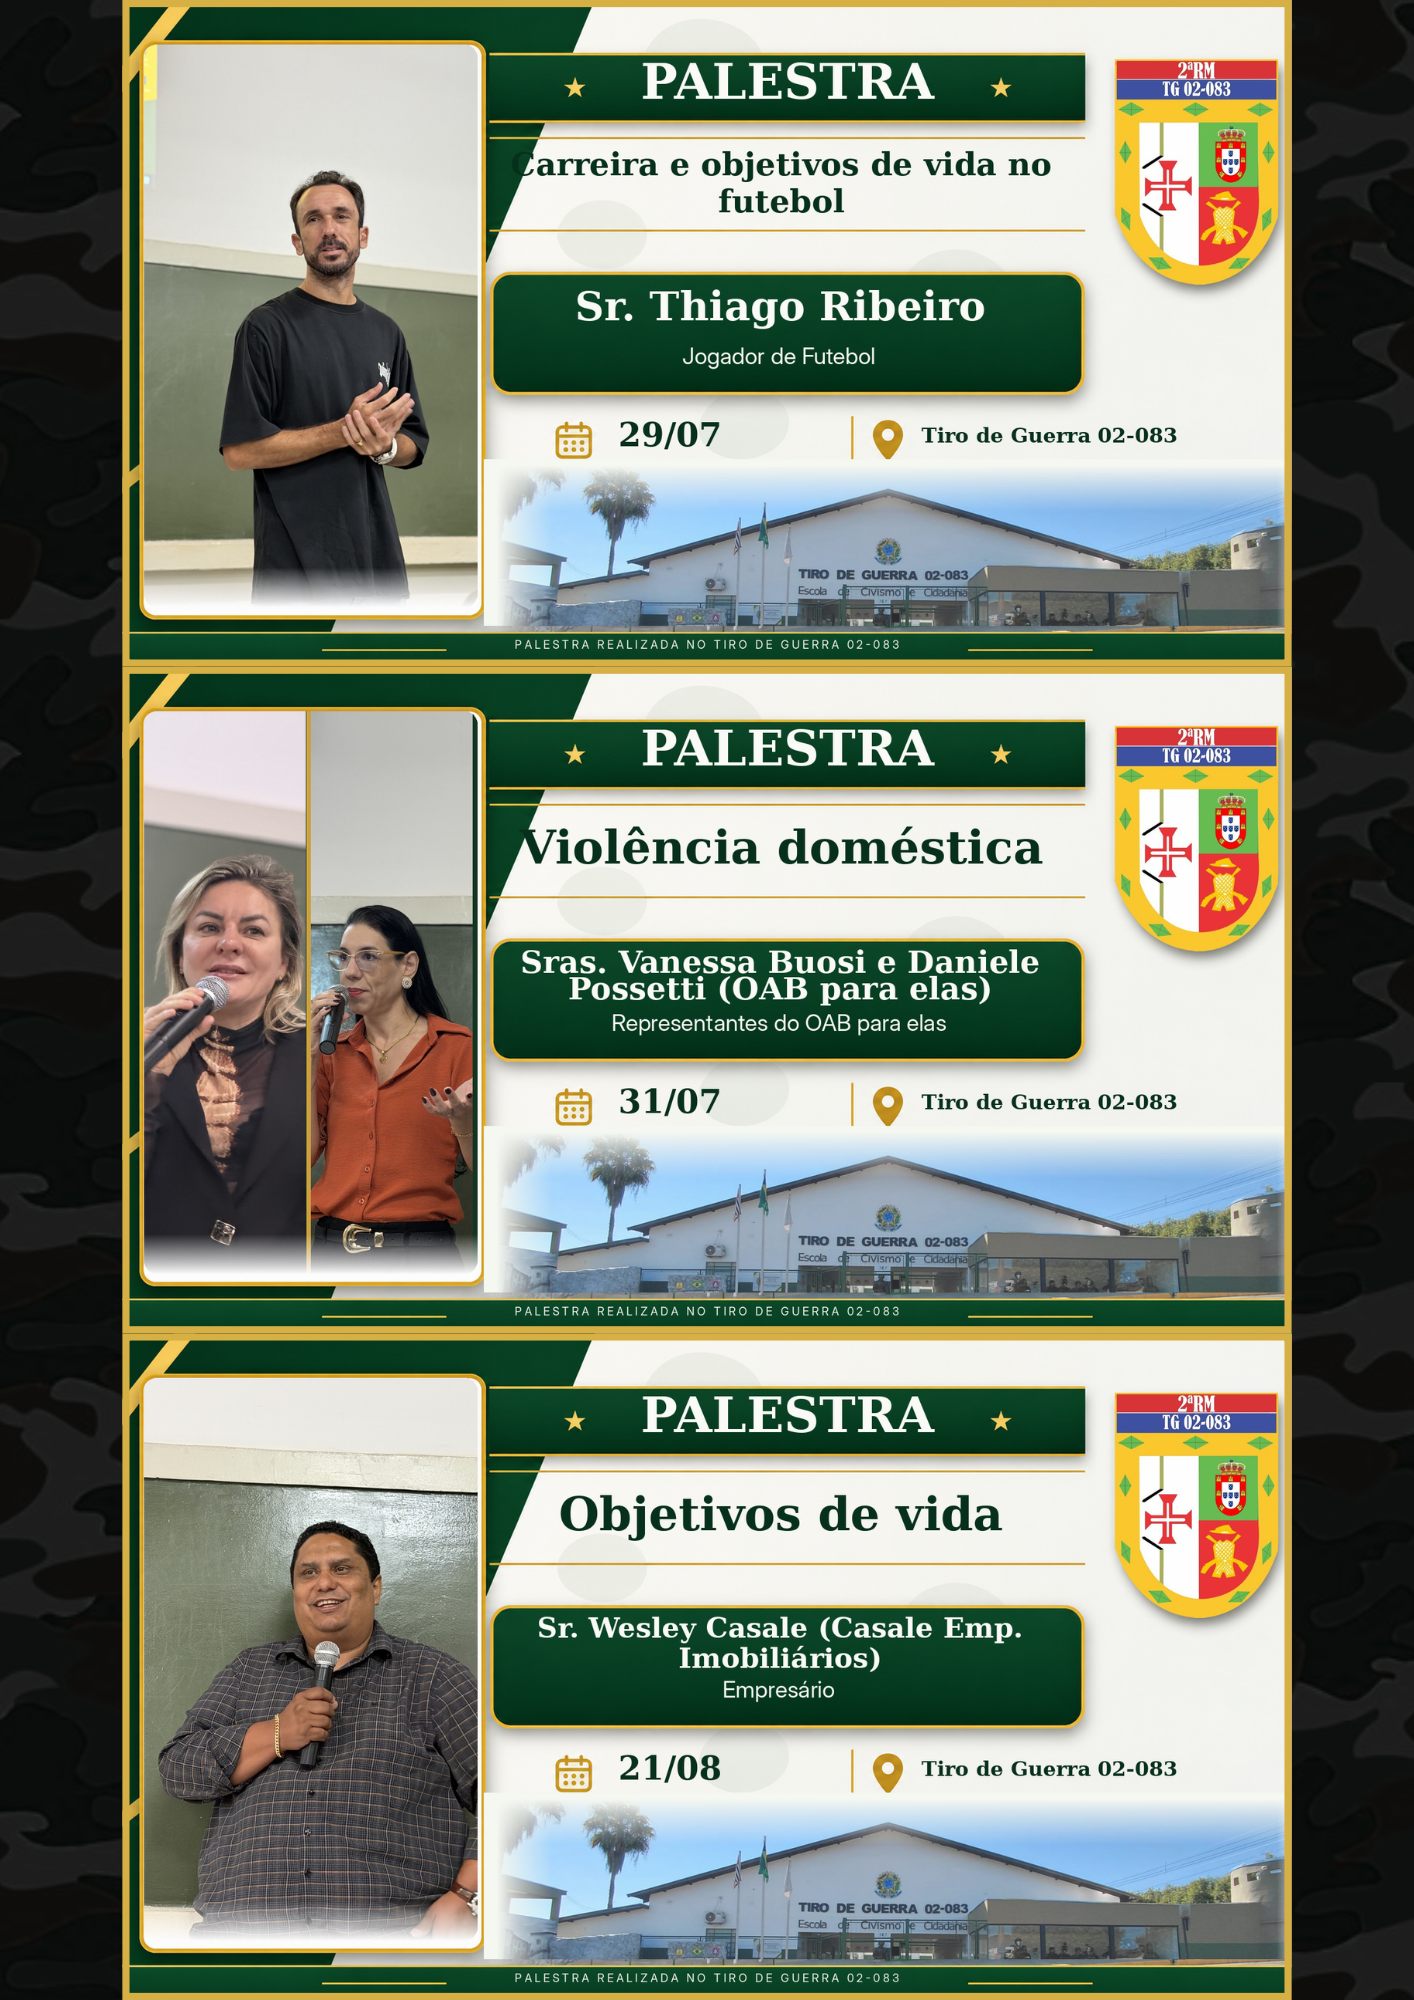 PALESTRA
2ªRM
TG 02-083
Carreira e objetivos de vida no
futebol
Sr. Thiago Ribeiro
Jogador de Futebol
29/07
Tiro de Guerra 02-083
TIRO DE GUERRA 02-083
Escola de Civismo e Cidadania
PALESTRA REALIZADA NO TIRO DE GUERRA 02-083
PALESTRA
2ªRM
TG 02-083
Violência doméstica
Sras. Vanessa Buosi e Daniele
Possetti (OAB para elas)
Representantes do OAB para elas
31/07
Tiro de Guerra 02-083
TIRO DE GUERRA 02-083
Escola de Civismo e Cidadania
PALESTRA REALIZADA NO TIRO DE GUERRA 02-083
PALESTRA
2ªRM
TG 02-083
Objetivos de vida
Sr. Wesley Casale (Casale Emp.
Imobiliários)
Empresário
21/08
Tiro de Guerra 02-083
TIRO DE GUERRA 02-083
Escola de Civismo e Cidadania
PALESTRA REALIZADA NO TIRO DE GUERRA 02-083